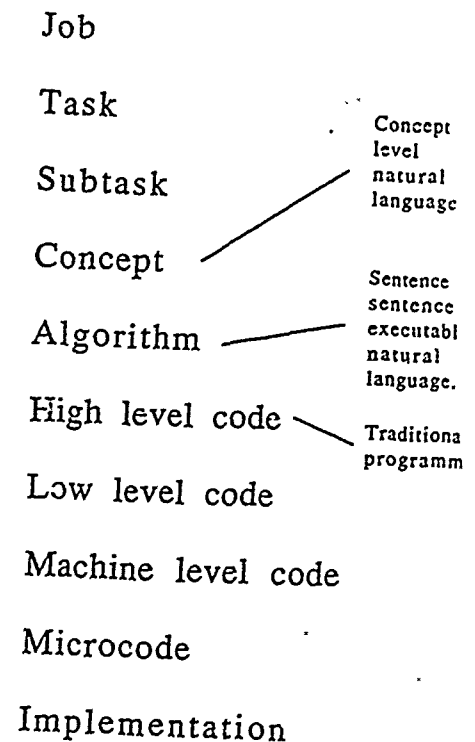 Job
Task
Subtask
Concept
Algorithm
High level code
Low level code
Machine level code
Microcode
Implementation
Concept
level
natural
language
Sentence
sentence
executabl
natural
language.
Traditiona
programm